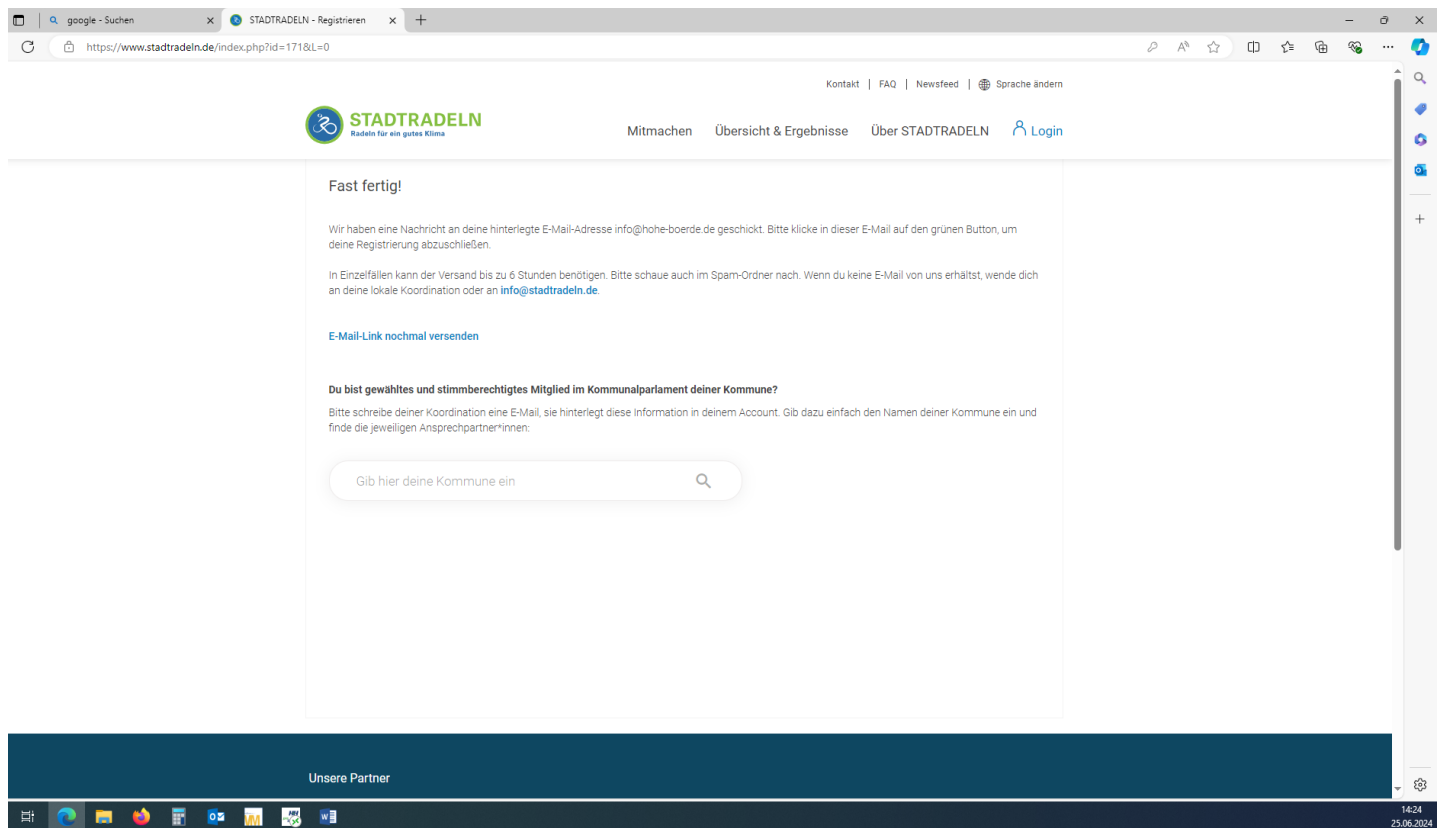 google - Suchen
STADTRADELN - Registrieren
https://www.stadtradeln.de/index.php?id=171&L=0
Kontakt | FAQ | Newsfeed | Sprache ändern
STADTRADELN
Radeln für ein gutes Klima
Mitmachen Übersicht & Ergebnisse Über STADTRADELN Login
Fast fertig!
Wir haben eine Nachricht an deine hinterlegte E-Mail-Adresse info@hohe-boerde.de geschickt. Bitte klicke in dieser E-Mail auf den grünen Button, um
deine Registrierung abzuschließen.
In Einzelfällen kann der Versand bis zu 6 Stunden benötigen. Bitte schaue auch im Spam-Ordner nach. Wenn du keine E-Mail von uns erhältst, wende dich
an deine lokale Koordination oder an info@stadtradeln.de.
E-Mail-Link nochmal versenden
Du bist gewähltes und stimmberechtigtes Mitglied im Kommunalparlament deiner Kommune?
Bitte schreibe deiner Koordination eine E-Mail, sie hinterlegt diese Information in deinem Account. Gib dazu einfach den Namen deiner Kommune ein und
finde die jeweiligen Ansprechpartner*innen:
Gib hier deine Kommune ein
Unsere Partner
14:24
25.06.2024